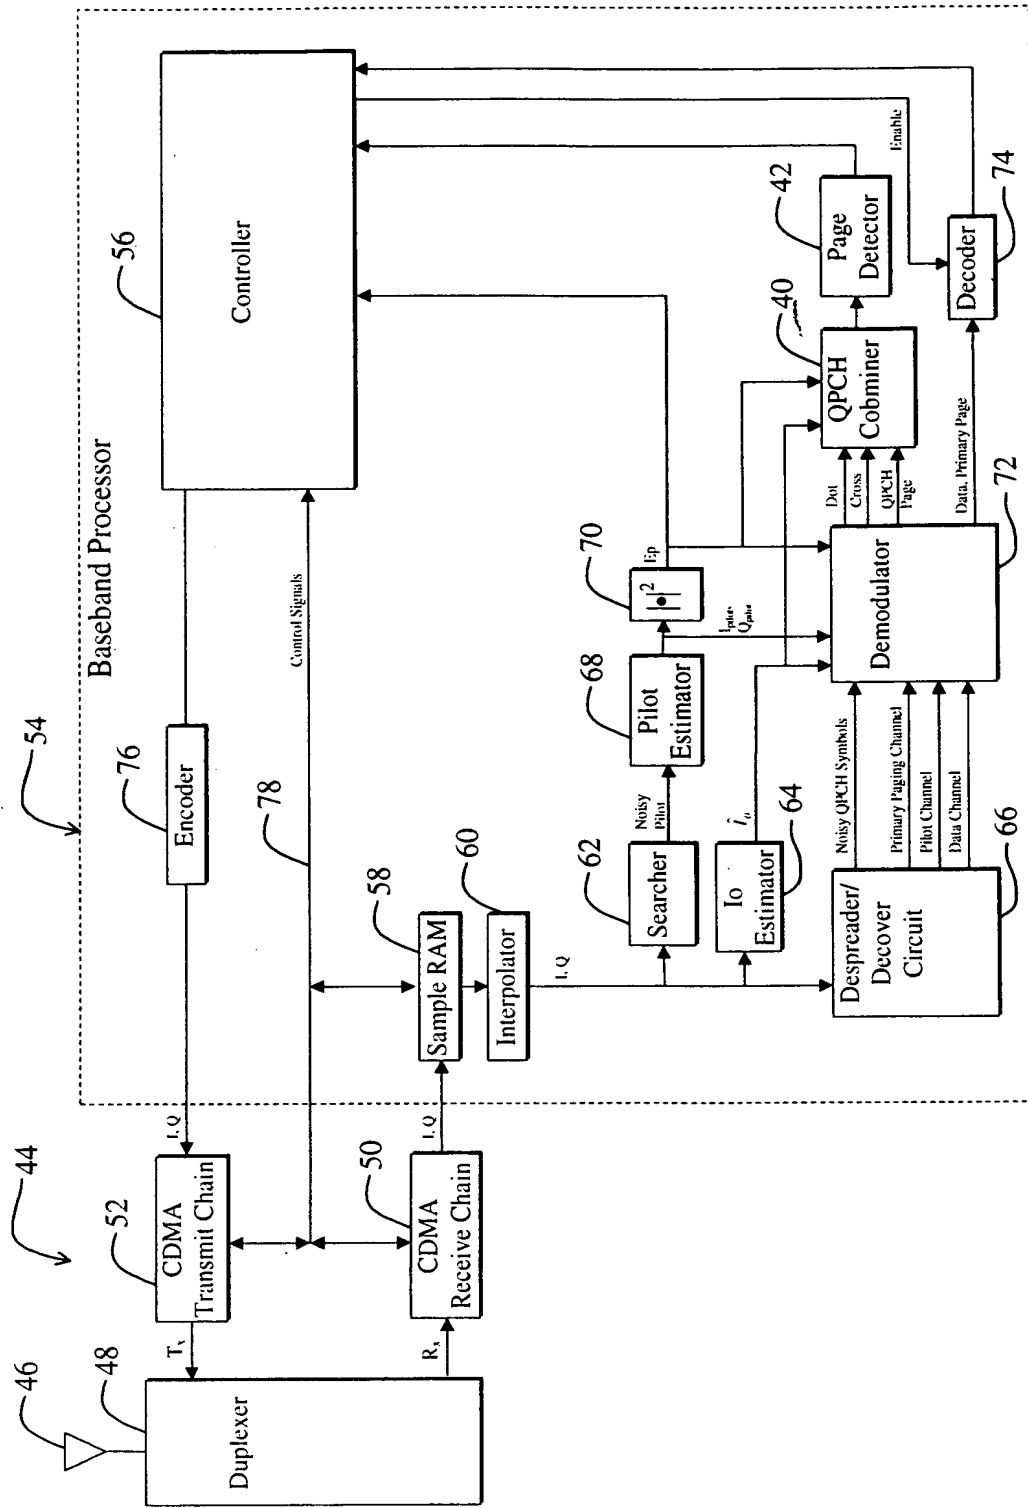 44
54
Baseband Processor
46
48
Duplexer
Tx
Rx
52
CDMA
Transmit Chain
50
CDMA
Receive Chain
I, Q
I, Q
76
Encoder
56
Controller
78
Control Signals
58
Sample RAM
60
Interpolator
I, Q
62
Searcher
Noisy
Pilot
68
Pilot
Estimator
70
|•|²
Ep
Ipilot,
Qpilot
64
Io
Estimator
Îo
66
Despreader/
Decover
Circuit
Noisy QPCH Symbols
Primary Paging Channel
Pilot Channel
Data Channel
72
Demodulator
Dot
Cross
QPCH
Page
Data, Primary Page
40
QPCH
Cobminer
42
Page
Detector
74
Decoder
Enable